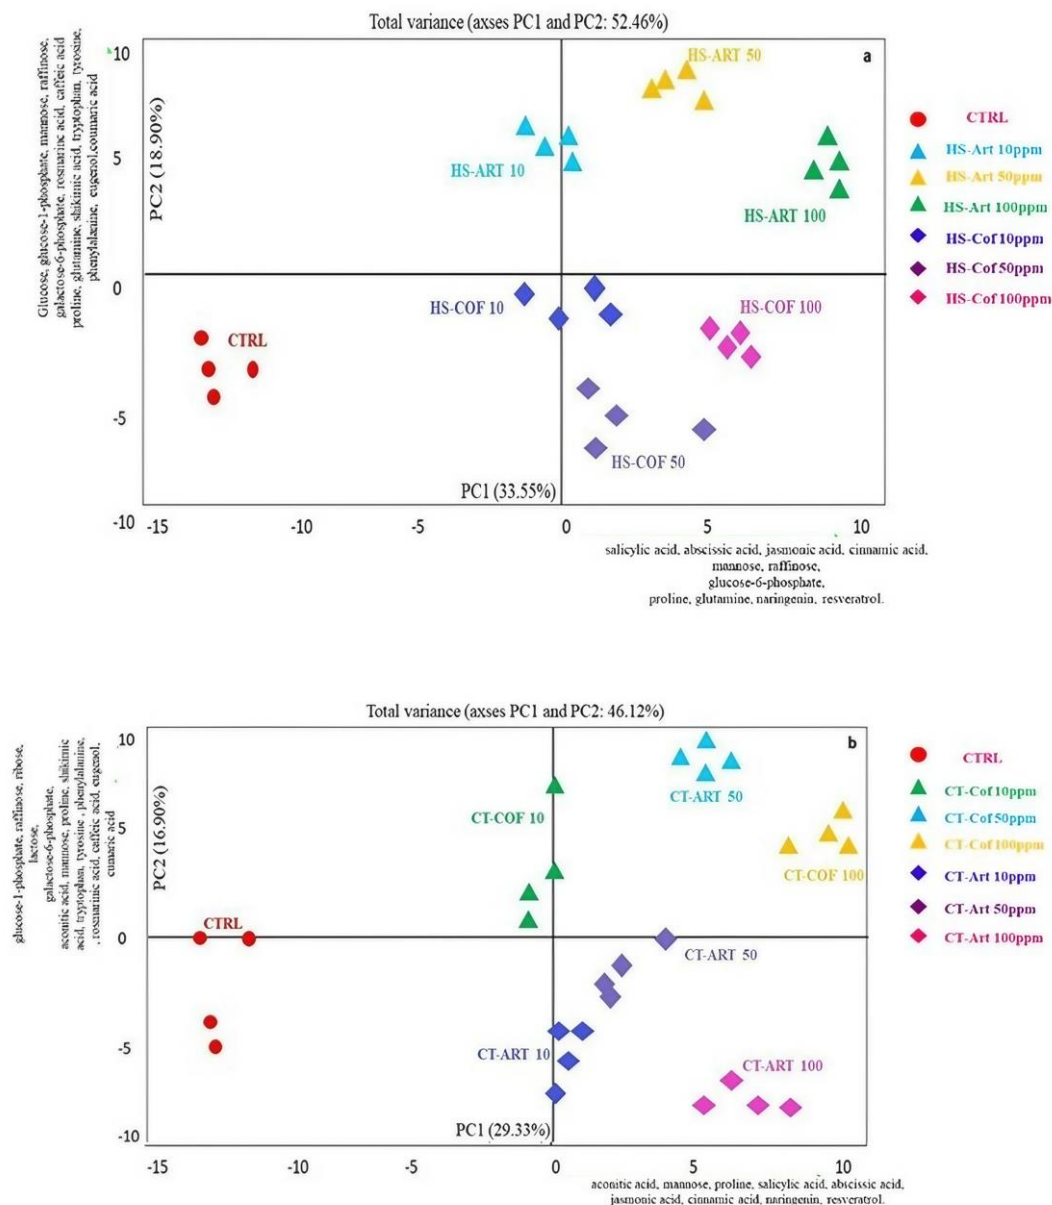 Total variance (axses PC1 and PC2: 52.46%)
a
Glucose, glucose-1-phosphate, mannose, raffinose,
galactose-6-phosphate, rosmarinic acid, caffeic acid
proline, glutamine, shikimic acid, tryptophan, tyrosine,
phenylalanine, eugenol,coumaric acid
PC2 (18.90%)
10
5
0
-5
-10
HS-ART 50
HS-ART 10
HS-ART 100
HS-COF 10
HS-COF 100
CTRL
HS-COF 50
PC1 (33.55%)
-15
-10
-5
0
5
10
salicylic acid, abscissic acid, jasmonic acid, cinnamic acid,
mannose, raffinose,
glucose-6-phosphate,
proline, glutamine, naringenin, resveratrol.
CTRL
HS-Art 10ppm
HS-Art 50ppm
HS-Art 100ppm
HS-Cof 10ppm
HS-Cof 50ppm
HS-Cof 100ppm
Total variance (axses PC1 and PC2: 46.12%)
b
glucose-1-phosphate, raffinose, ribose,
lactose,
galactose-6-phosphate,
aconitic acid, mannose, proline, shikimic
acid, tryptophan, tyrosine , phenylalanine,
, rosmarinic acid, caffeic acid, eugenol,
cumaric acid
PC2 (16.90%)
10
5
0
-5
-10
CT-ART 50
CT-COF 10
CT-COF 100
CTRL
CT-ART 50
CT-ART 10
CT-ART 100
PC1 (29.33%)
-15
-10
-5
0
5
10
aconitic acid, mannose, proline, salicylic acid, abscissic acid,
jasmonic acid, cinnamic acid, naringenin, resveratrol.
CTRL
CT-Cof 10ppm
CT-Cof 50ppm
CT-Cof 100ppm
CT-Art 10ppm
CT-Art 50ppm
CT-Art 100ppm